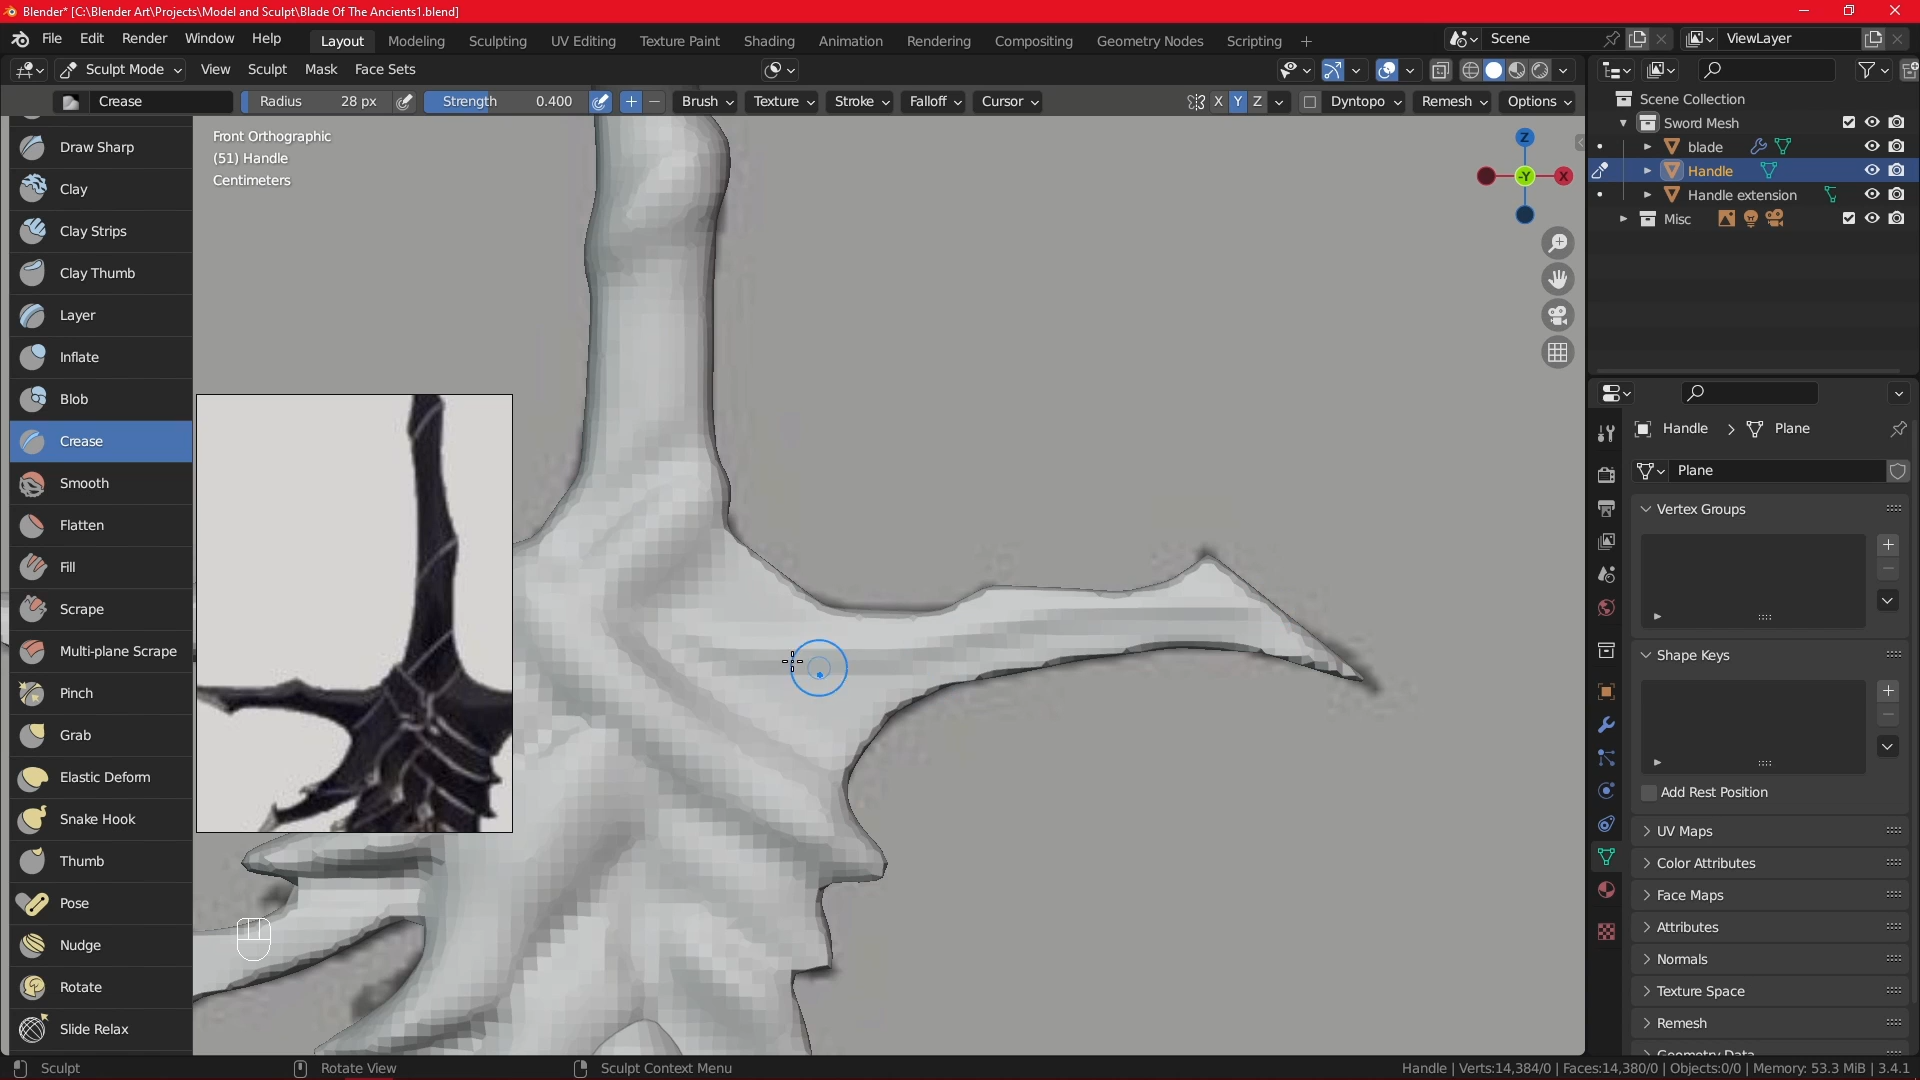 Blender* [C:\Blender Art\Projects\Model and Sculpt\Blade Of The Ancients1.blend]
File Edit Render Window Help Layout Modeling Sculpting UV Editing Texture Paint Shading Animation Rendering Compositing Geometry Nodes Scripting + Scene ViewLayer
Sculpt Mode View Sculpt Mask Face Sets
Crease Radius 28 px Strength 0.400 Brush Texture Stroke Falloff Cursor X Y Z Dyntopo Remesh Options
Front Orthographic
(51) Handle
Centimeters
Draw Sharp
Clay
Clay Strips
Clay Thumb
Layer
Inflate
Blob
Crease
Smooth
Flatten
Fill
Scrape
Multi-plane Scrape
Pinch
Grab
Elastic Deform
Snake Hook
Thumb
Pose
Nudge
Rotate
Slide Relax
Z
-Y X
Scene Collection
Sword Mesh
blade
Handle
Handle extension
Misc
Handle > Plane
Plane
Vertex Groups
Shape Keys
Add Rest Position
UV Maps
Color Attributes
Face Maps
Attributes
Normals
Texture Space
Remesh
Geometry Data
Sculpt Rotate View Sculpt Context Menu Handle | Verts:14,384/0 | Faces:14,380/0 | Objects:0/0 | Memory: 53.3 MiB | 3.4.1